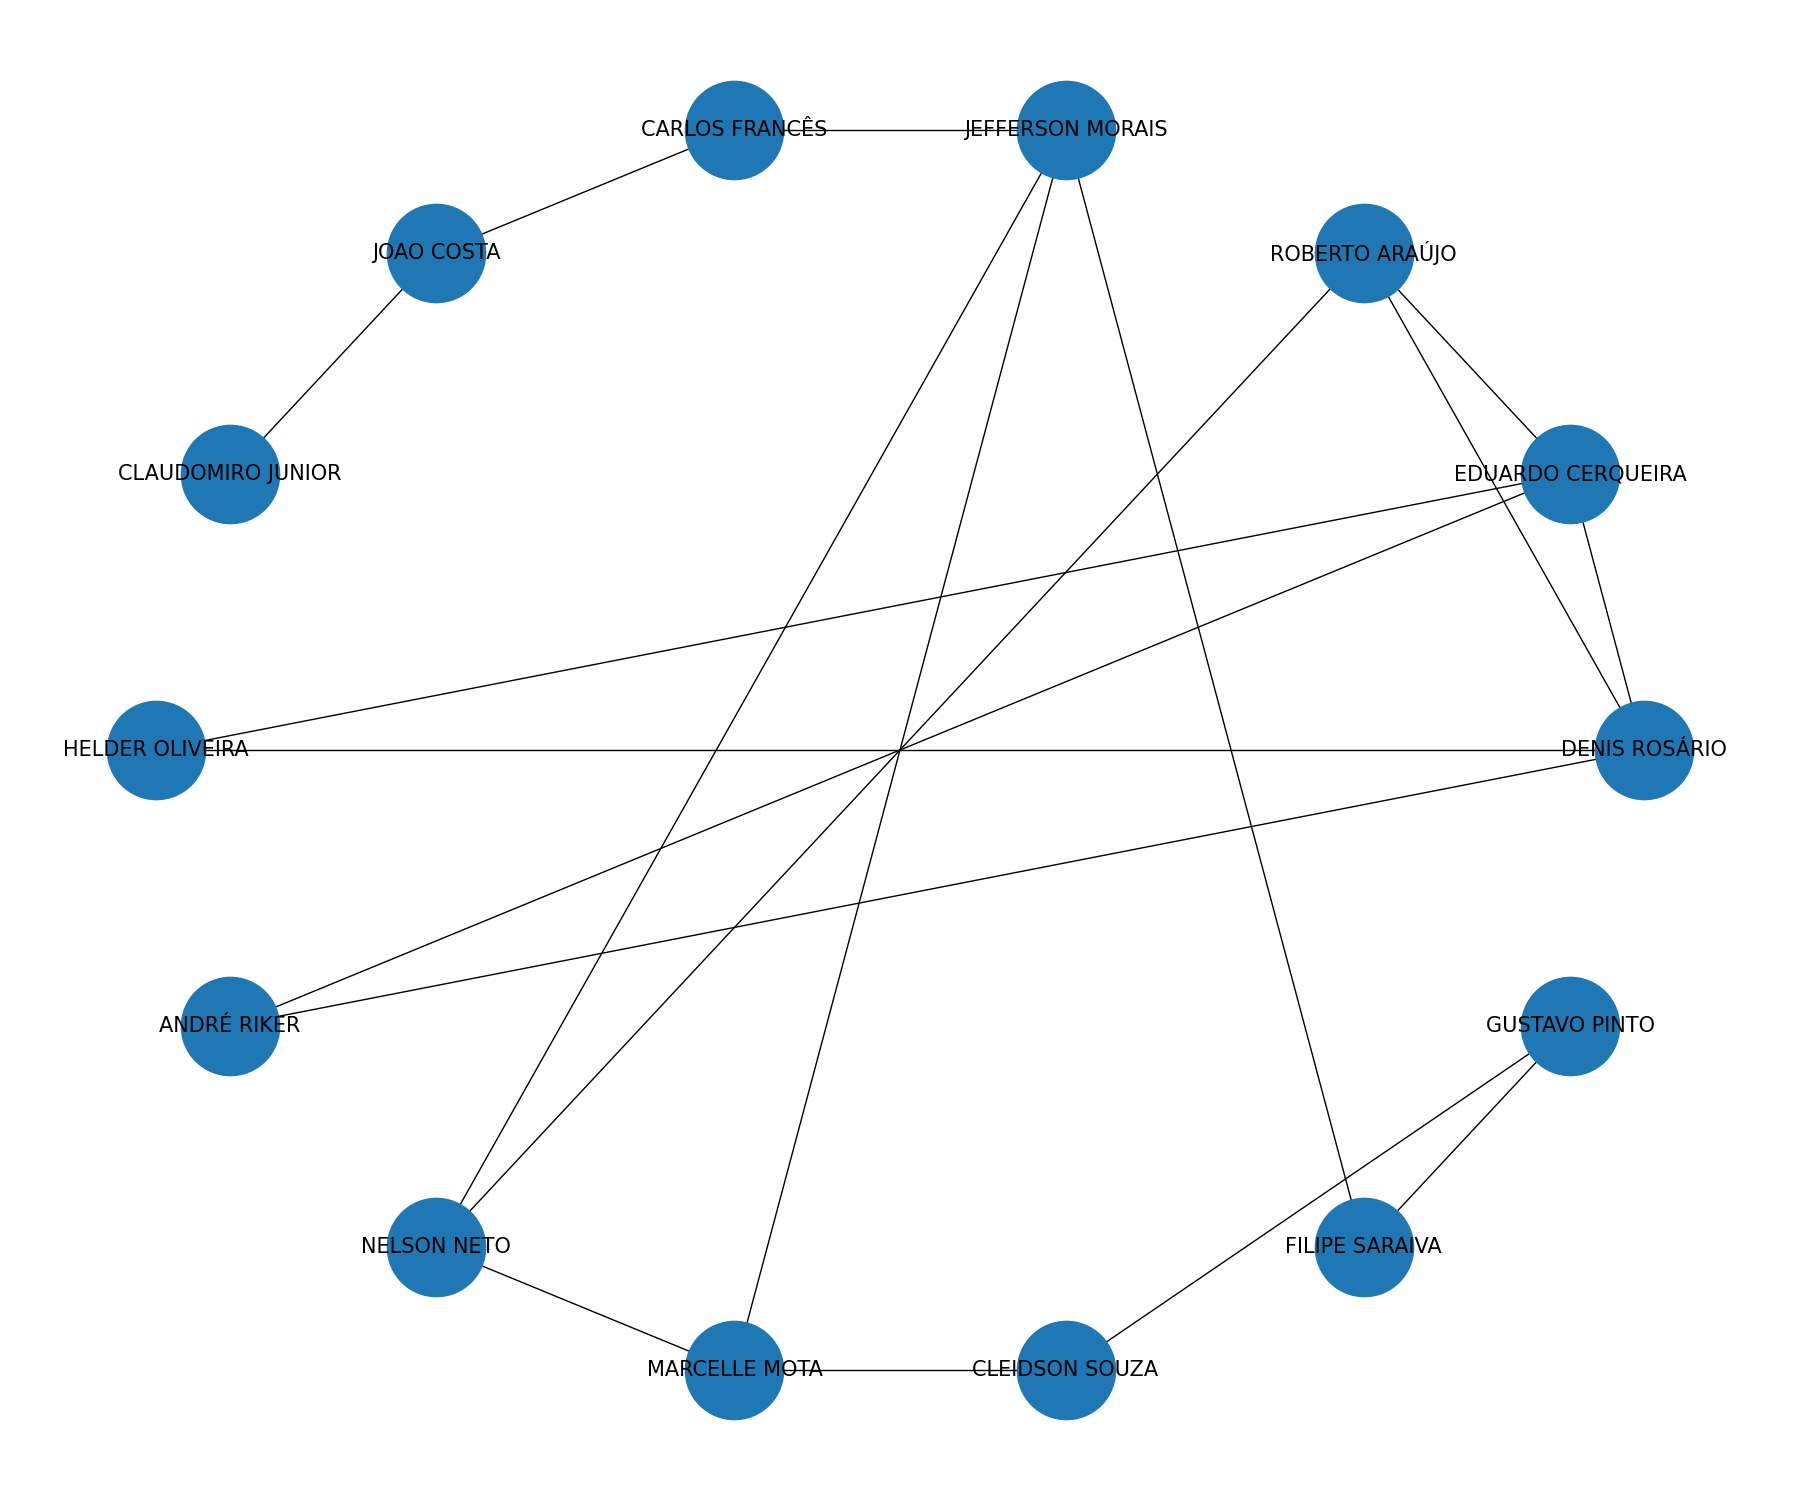 CARLOS FRANCÊS
JEFFERSON MORAIS
JOAO COSTA
ROBERTO ARAÚJO
CLAUDOMIRO JUNIOR
EDUARDO CERQUEIRA
HELDER OLIVEIRA
DENIS ROSÁRIO
ANDRÉ RIKER
GUSTAVO PINTO
NELSON NETO
FILIPE SARAIVA
MARCELLE MOTA
CLEIDSON SOUZA